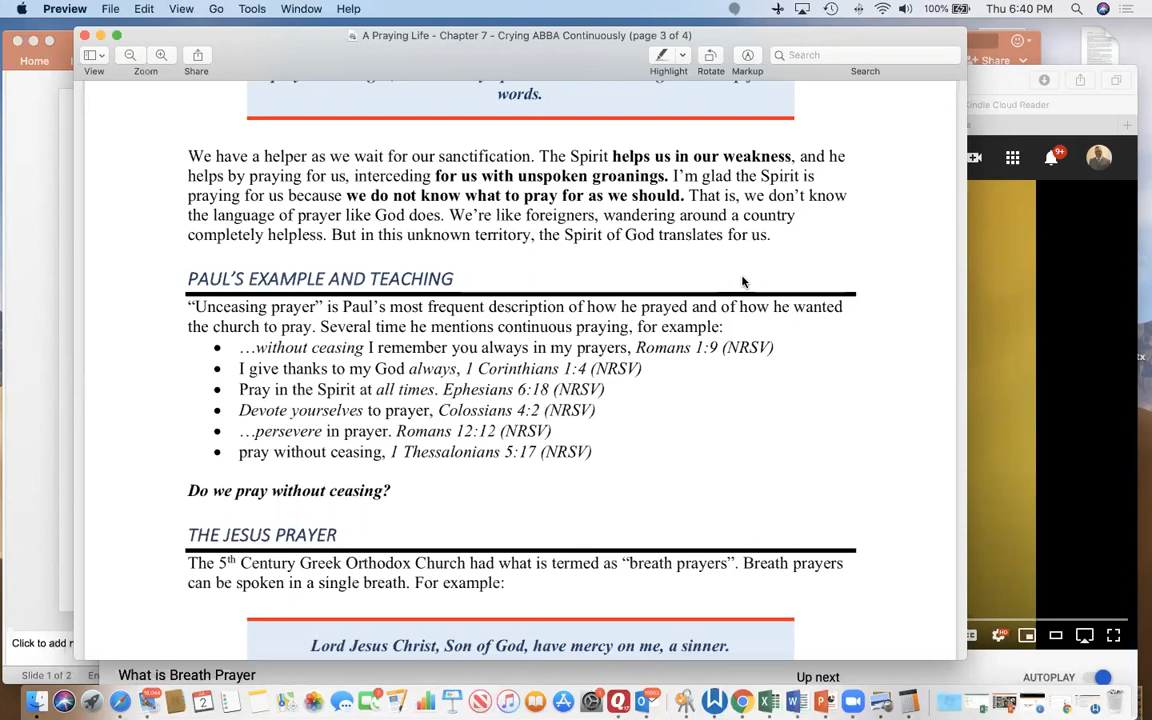 Preview File Edit View Go Tools Window Help 100% Thu 6:40 PM
A Praying Life - Chapter 7 - Crying ABBA Continuously (page 3 of 4)
Home
Search
Share
View Zoom Share Highlight Rotate Markup Search
Kindle Cloud Reader
9+
words.
We have a helper as we wait for our sanctification. The Spirit helps us in our weakness, and he
helps by praying for us, interceding for us with unspoken groanings. I'm glad the Spirit is
praying for us because we do not know what to pray for as we should. That is, we don't know
the language of prayer like God does. We're like foreigners, wandering around a country
completely helpless. But in this unknown territory, the Spirit of God translates for us.
PAUL'S EXAMPLE AND TEACHING
“Unceasing prayer” is Paul's most frequent description of how he prayed and of how he wanted
the church to pray. Several time he mentions continuous praying, for example:
• …without ceasing I remember you always in my prayers, Romans 1:9 (NRSV)
• I give thanks to my God always, 1 Corinthians 1:4 (NRSV)
• Pray in the Spirit at all times. Ephesians 6:18 (NRSV)
• Devote yourselves to prayer, Colossians 4:2 (NRSV)
• …persevere in prayer. Romans 12:12 (NRSV)
• pray without ceasing, 1 Thessalonians 5:17 (NRSV)
Do we pray without ceasing?
THE JESUS PRAYER
The 5th Century Greek Orthodox Church had what is termed as “breath prayers”. Breath prayers
can be spoken in a single breath. For example:
Lord Jesus Christ, Son of God, have mercy on me, a sinner.
Click to add n
HD
Slide 1 of 2
What is Breath Prayer
Up next
AUTOPLAY